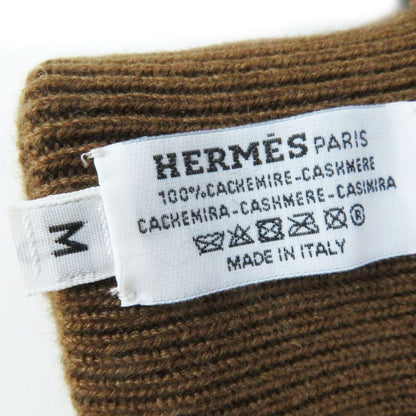 HERMÈS PARIS
100% CACHEMIRE-CASHMERE
CACHEMIRA-CASHMERE-CASIMIRA
®
MADE IN ITALY
M